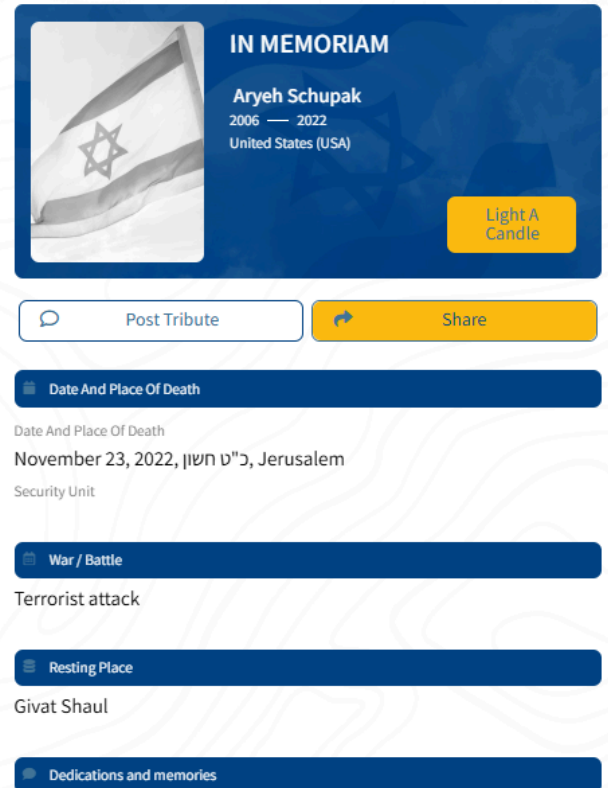 IN MEMORIAM
Aryeh Schupak
2006 — 2022
United States (USA)
Light A
Candle
Post Tribute
Share
Date And Place Of Death
Date And Place Of Death
November 23, 2022, כ"ט חשון, Jerusalem
Security Unit
War / Battle
Terrorist attack
Resting Place
Givat Shaul
Dedications and memories